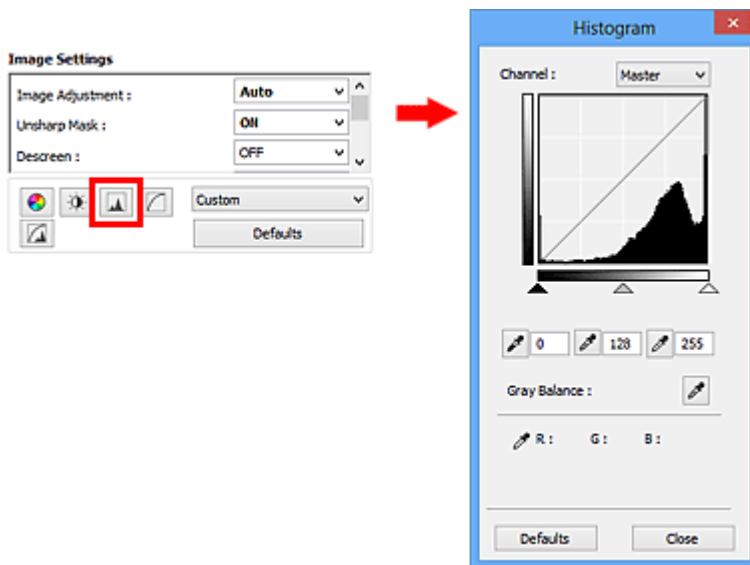 Image Settings
Image Adjustment : Auto
Unsharp Mask : ON
Descreen : OFF
Custom
Defaults
Histogram
Channel : Master
0 128 255
Gray Balance :
R : G : B :
Defaults Close